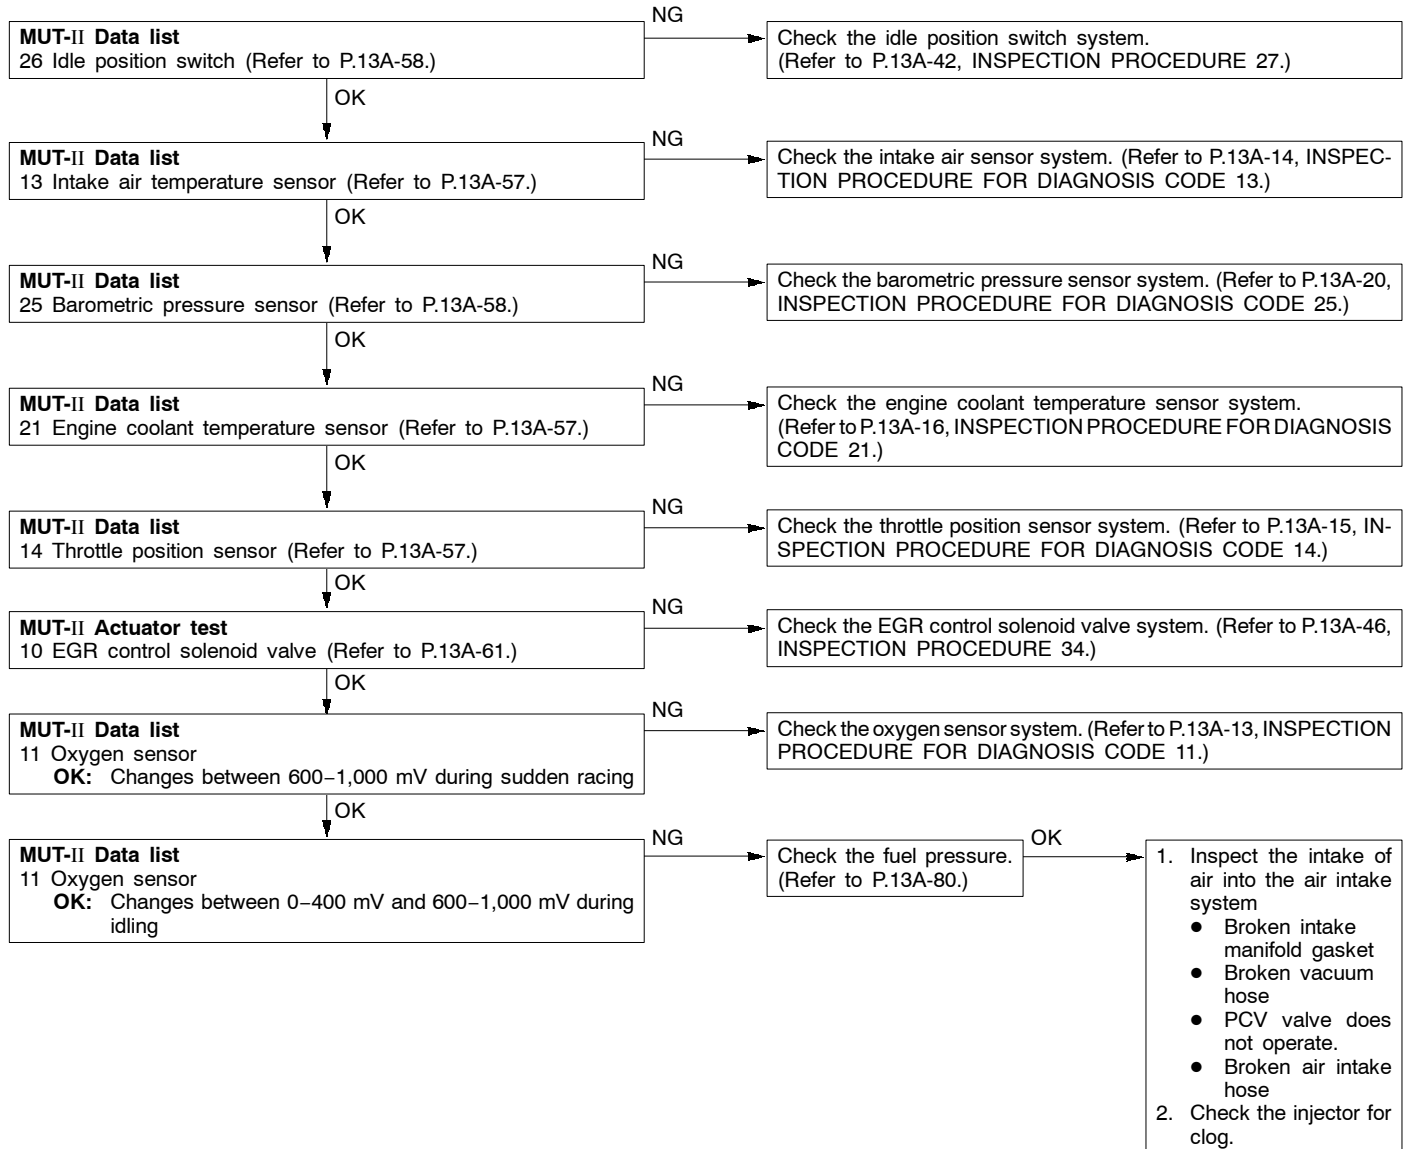 NG
MUT-II Data list
26 Idle position switch (Refer to P.13A-58.)
Check the idle position switch system.
(Refer to P.13A-42, INSPECTION PROCEDURE 27.)
OK
NG
MUT-II Data list
13 Intake air temperature sensor (Refer to P.13A-57.)
Check the intake air sensor system. (Refer to P.13A-14, INSPEC-
TION PROCEDURE FOR DIAGNOSIS CODE 13.)
OK
NG
MUT-II Data list
25 Barometric pressure sensor (Refer to P.13A-58.)
Check the barometric pressure sensor system. (Refer to P.13A-20,
INSPECTION PROCEDURE FOR DIAGNOSIS CODE 25.)
OK
NG
MUT-II Data list
21 Engine coolant temperature sensor (Refer to P.13A-57.)
Check the engine coolant temperature sensor system.
(Refer to P.13A-16, INSPECTION PROCEDURE FOR DIAGNOSIS
CODE 21.)
OK
NG
MUT-II Data list
14 Throttle position sensor (Refer to P.13A-57.)
Check the throttle position sensor system. (Refer to P.13A-15, IN-
SPECTION PROCEDURE FOR DIAGNOSIS CODE 14.)
OK
NG
MUT-II Actuator test
10 EGR control solenoid valve (Refer to P.13A-61.)
Check the EGR control solenoid valve system. (Refer to P.13A-46,
INSPECTION PROCEDURE 34.)
OK
NG
MUT-II Data list
11 Oxygen sensor
OK: Changes between 600–1,000 mV during sudden racing
Check the oxygen sensor system. (Refer to P.13A-13, INSPECTION
PROCEDURE FOR DIAGNOSIS CODE 11.)
OK
NG
MUT-II Data list
11 Oxygen sensor
OK: Changes between 0–400 mV and 600–1,000 mV during
idling
Check the fuel pressure.
(Refer to P.13A-80.)
OK
1. Inspect the intake of
air into the air intake
system
● Broken intake
manifold gasket
● Broken vacuum
hose
● PCV valve does
not operate.
● Broken air intake
hose
2. Check the injector for
clog.